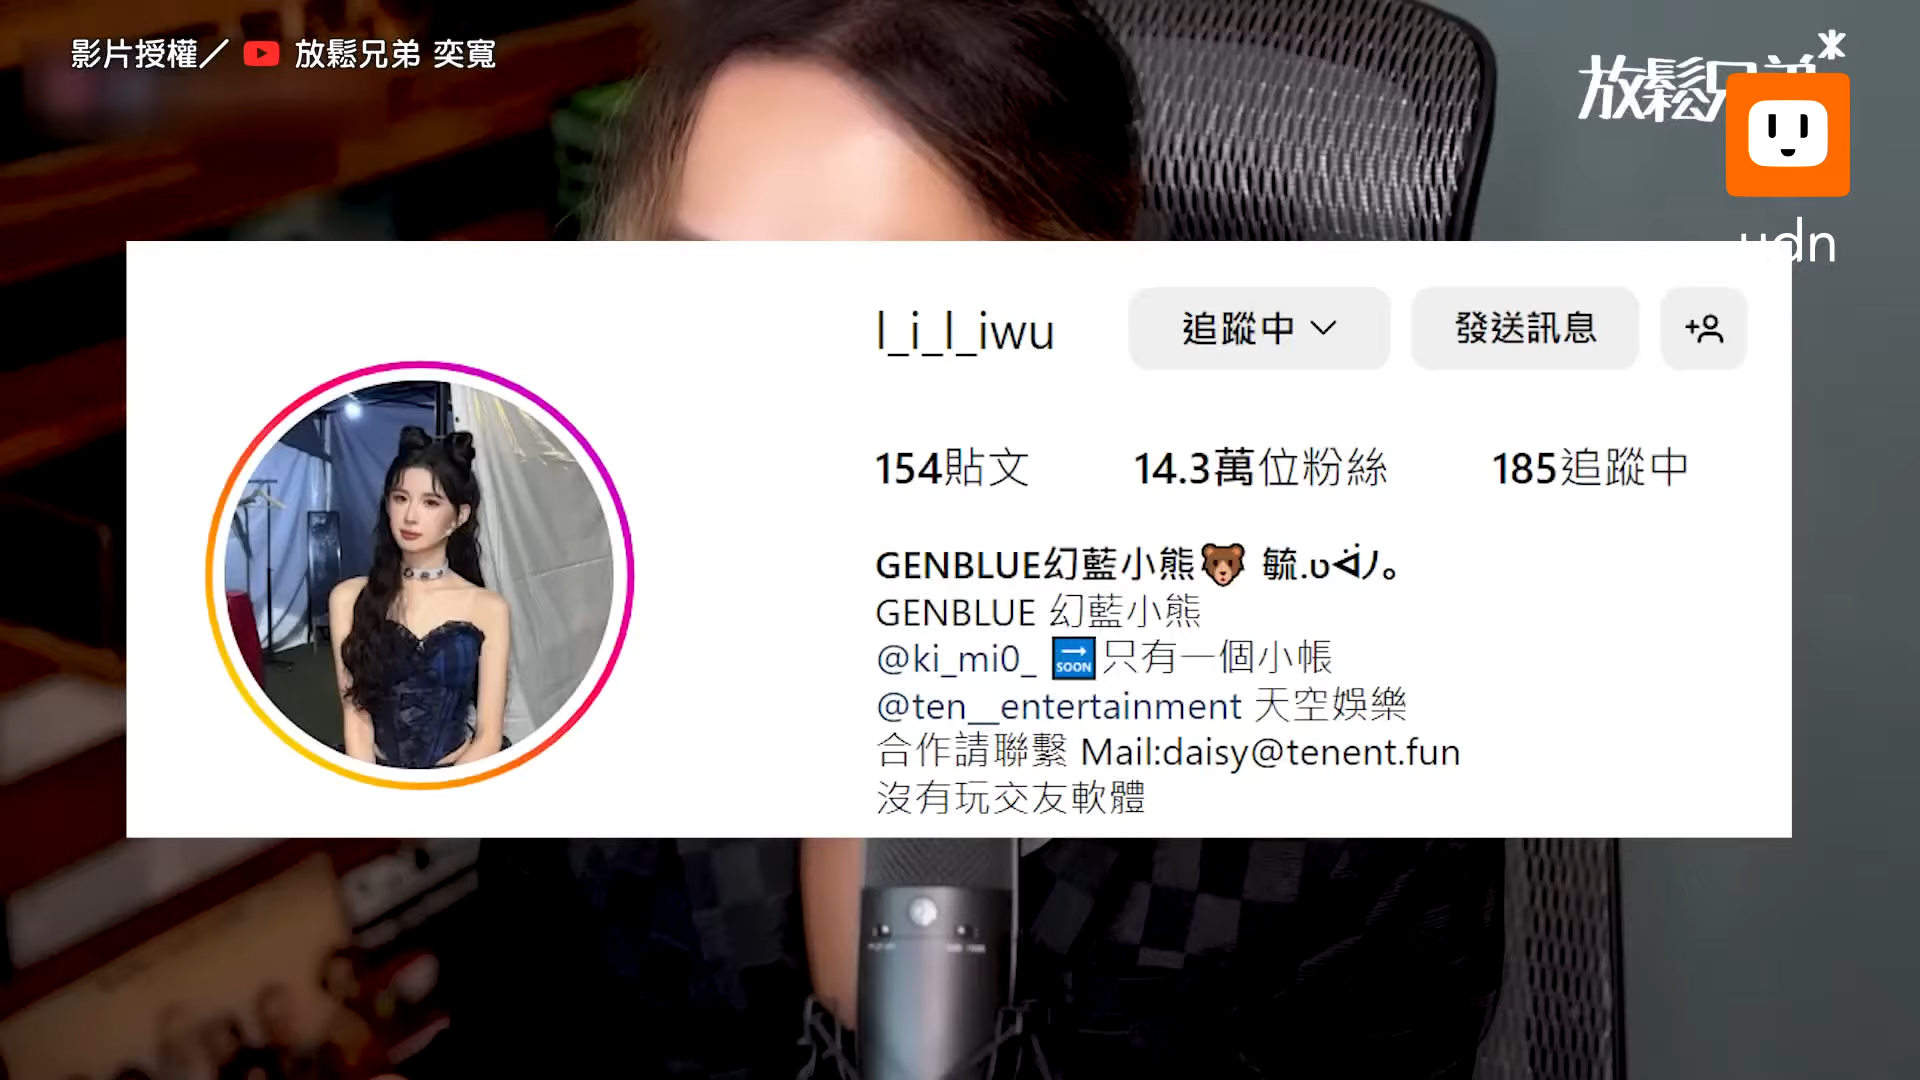 影片授權／ 放鬆兄弟 奕寬
放鬆兄弟
udn
l_i_l_iwu
追蹤中
發送訊息
154貼文
14.3萬位粉絲
185追蹤中
GENBLUE幻藍小熊🐻 毓.ʋᐛ𐤔。
GENBLUE 幻藍小熊
@ki_mi0_ 🔜只有一個小帳
@ten__entertainment 天空娛樂
合作請聯繫 Mail:daisy@tenent.fun
沒有玩交友軟體